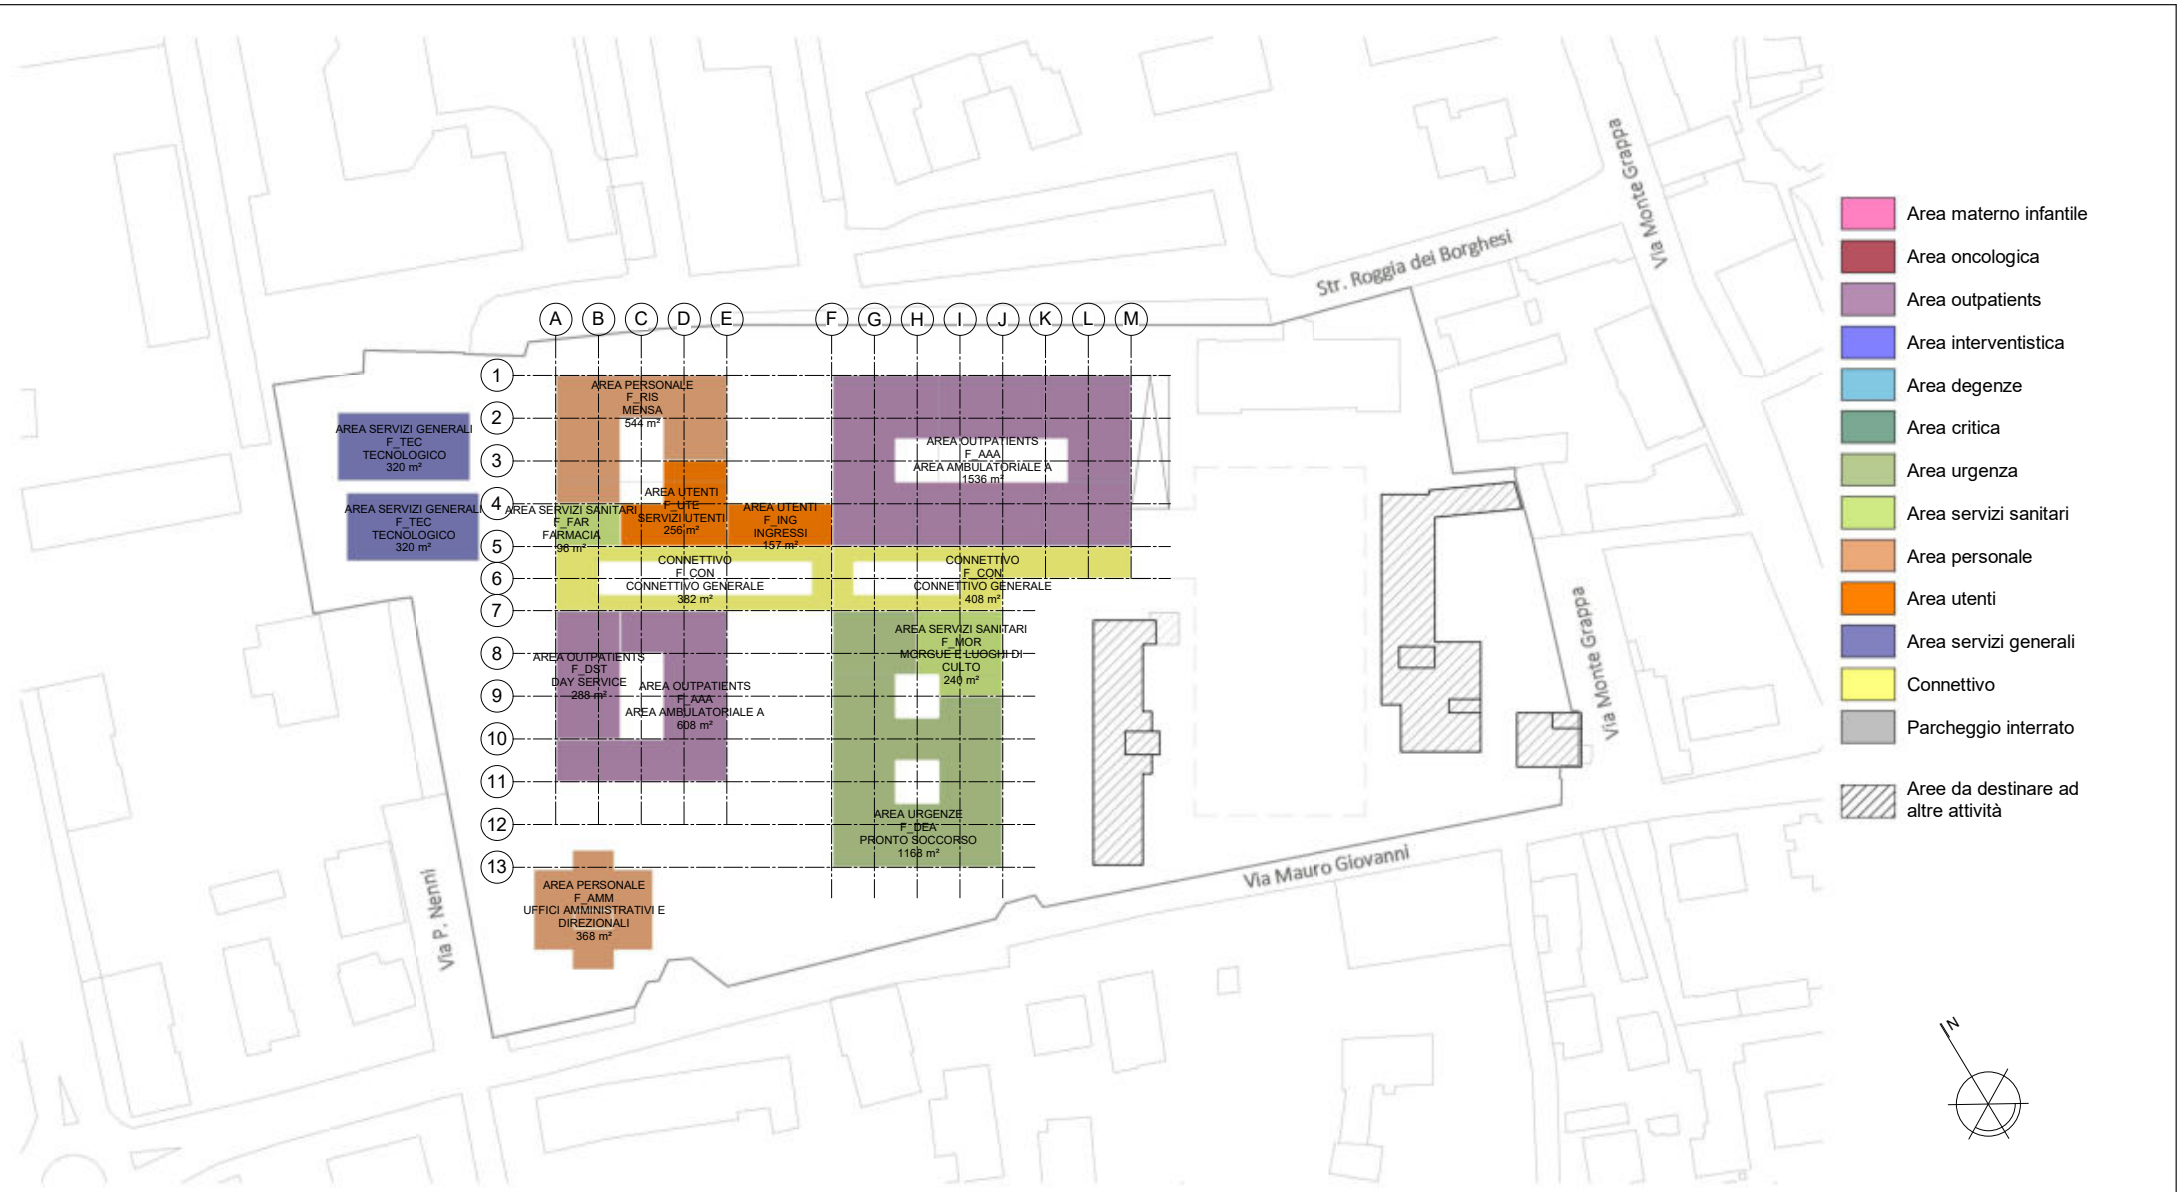 Via Monte Grappa
Str. Roggia dei Borghesi
A
B
C
D
E
F
G
H
I
J
K
L
M
1
2
3
4
5
6
7
8
9
10
11
12
13
AREA PERSONALE
F_RIS
MENSA
544 m²
AREA SERVIZI GENERALI
F_TEC
TECNOLOGICO
320 m²
AREA SERVIZI GENERALI
F_TEC
TECNOLOGICO
320 m²
AREA OUTPATIENTS
F_AAA
AREA AMBULATORIALE A
1536 m²
AREA SERVIZI SANITARI
F_FAR
FARMACIA
96 m²
AREA UTENTI
F_UTE
SERVIZI UTENTI
256 m²
AREA UTENTI
F_ING
INGRESSI
157 m²
CONNETTIVO
F_CON
CONNETTIVO GENERALE
382 m²
CONNETTIVO
F_CON
CONNETTIVO GENERALE
408 m²
AREA OUTPATIENTS
F_DST
DAY SERVICE
288 m²
AREA OUTPATIENTS
F_AAA
AREA AMBULATORIALE A
608 m²
AREA SERVIZI SANITARI
F_MOR
MORGUE E LUOGHI DI
CULTO
240 m²
AREA URGENZE
F_DEA
PRONTO SOCCORSO
1168 m²
AREA PERSONALE
F_AMM
UFFICI AMMINISTRATIVI E
DIREZIONALI
368 m²
Via P. Nenni
Via Mauro Giovanni
Via Monte Grappa
Area materno infantile
Area oncologica
Area outpatients
Area interventistica
Area degenze
Area critica
Area urgenza
Area servizi sanitari
Area personale
Area utenti
Area servizi generali
Connettivo
Parcheggio interrato
Aree da destinare ad
altre attività
N